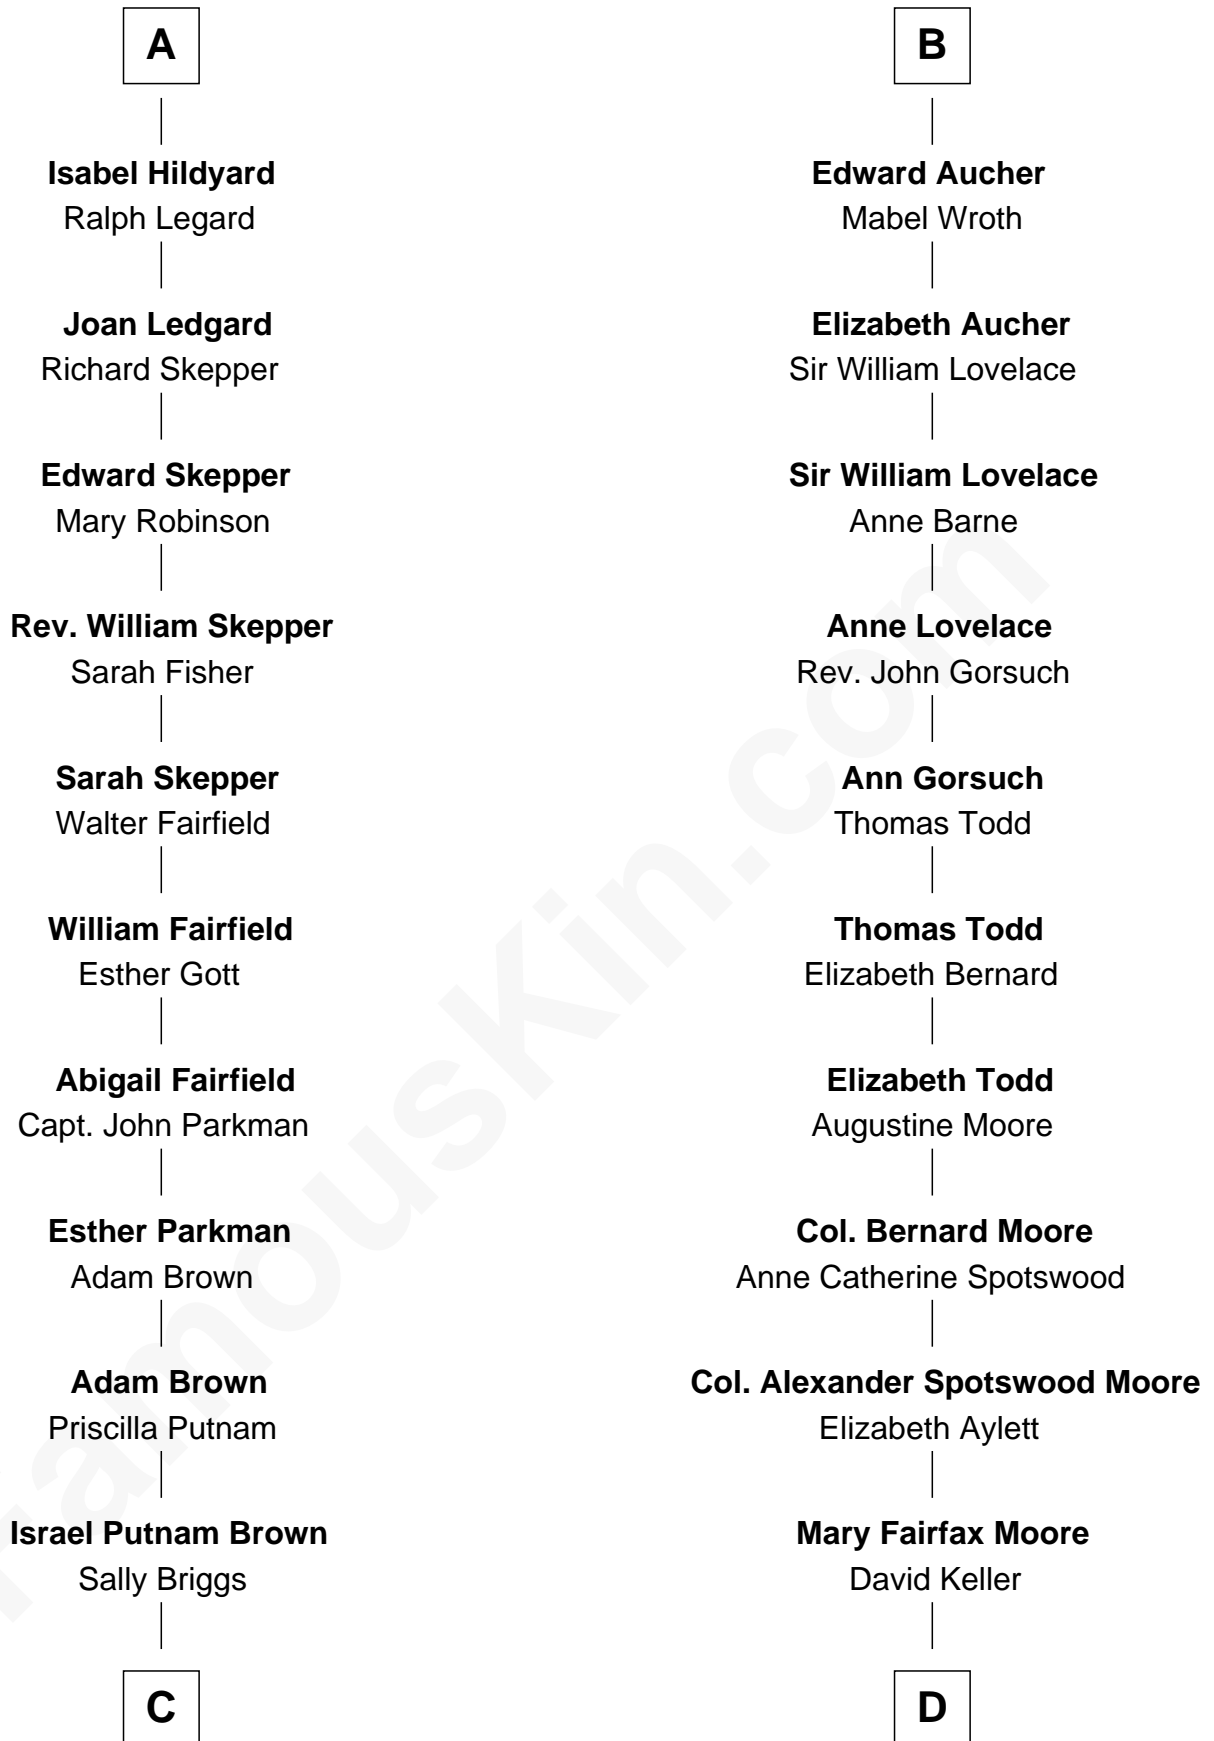 A
Isabel Hildyard
Ralph Legard
Joan Ledgard
Richard Skepper
Edward Skepper
Mary Robinson
Rev. William Skepper
Sarah Fisher
Sarah Skepper
Walter Fairfield
William Fairfield
Esther Gott
Abigail Fairfield
Capt. John Parkman
Esther Parkman
Adam Brown
Adam Brown
Priscilla Putnam
Israel Putnam Brown
Sally Briggs
C
B
Edward Aucher
Mabel Wroth
Elizabeth Aucher
Sir William Lovelace
Sir William Lovelace
Anne Barne
Anne Lovelace
Rev. John Gorsuch
Ann Gorsuch
Thomas Todd
Thomas Todd
Elizabeth Bernard
Elizabeth Todd
Augustine Moore
Col. Bernard Moore
Anne Catherine Spotswood
Col. Alexander Spotswood Moore
Elizabeth Aylett
Mary Fairfax Moore
David Keller
D
FamousKin.com